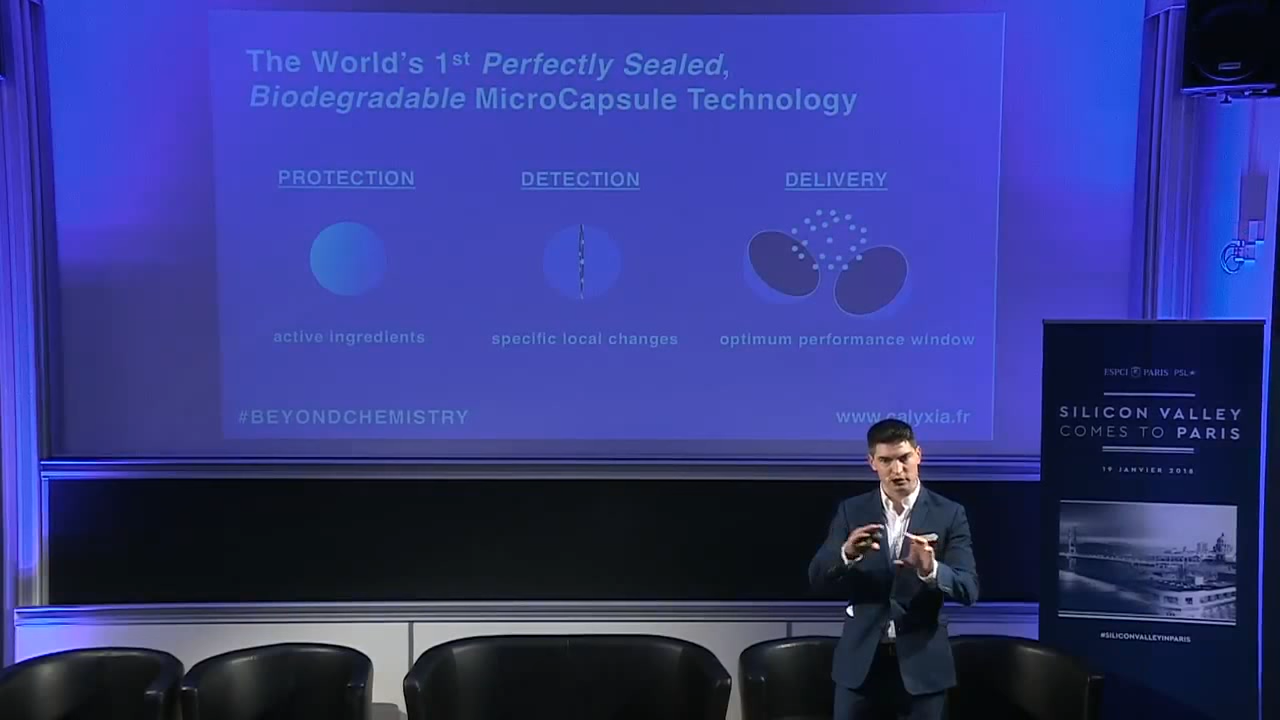 The World's 1st Perfectly Sealed,
Biodegradable MicroCapsule Technology
PROTECTION
DETECTION
DELIVERY
active ingredients
specific local changes
optimum performance window
#BEYONDCHEMISTRY
www.calyxia.fr
ESPCI PARIS PSL
SILICON VALLEY
COMES TO PARIS
19 JANVIER 2018
#SILICONVALLEYINPARIS